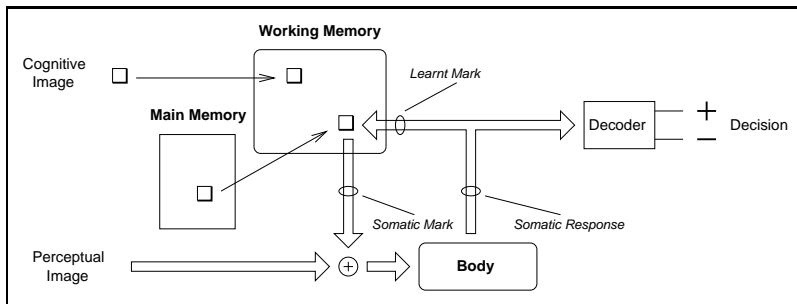 Working Memory
Cognitive
Image
Learnt Mark
Main Memory
Decoder
+
−
Decision
Somatic Mark
Somatic Response
Perceptual
Image
+
Body